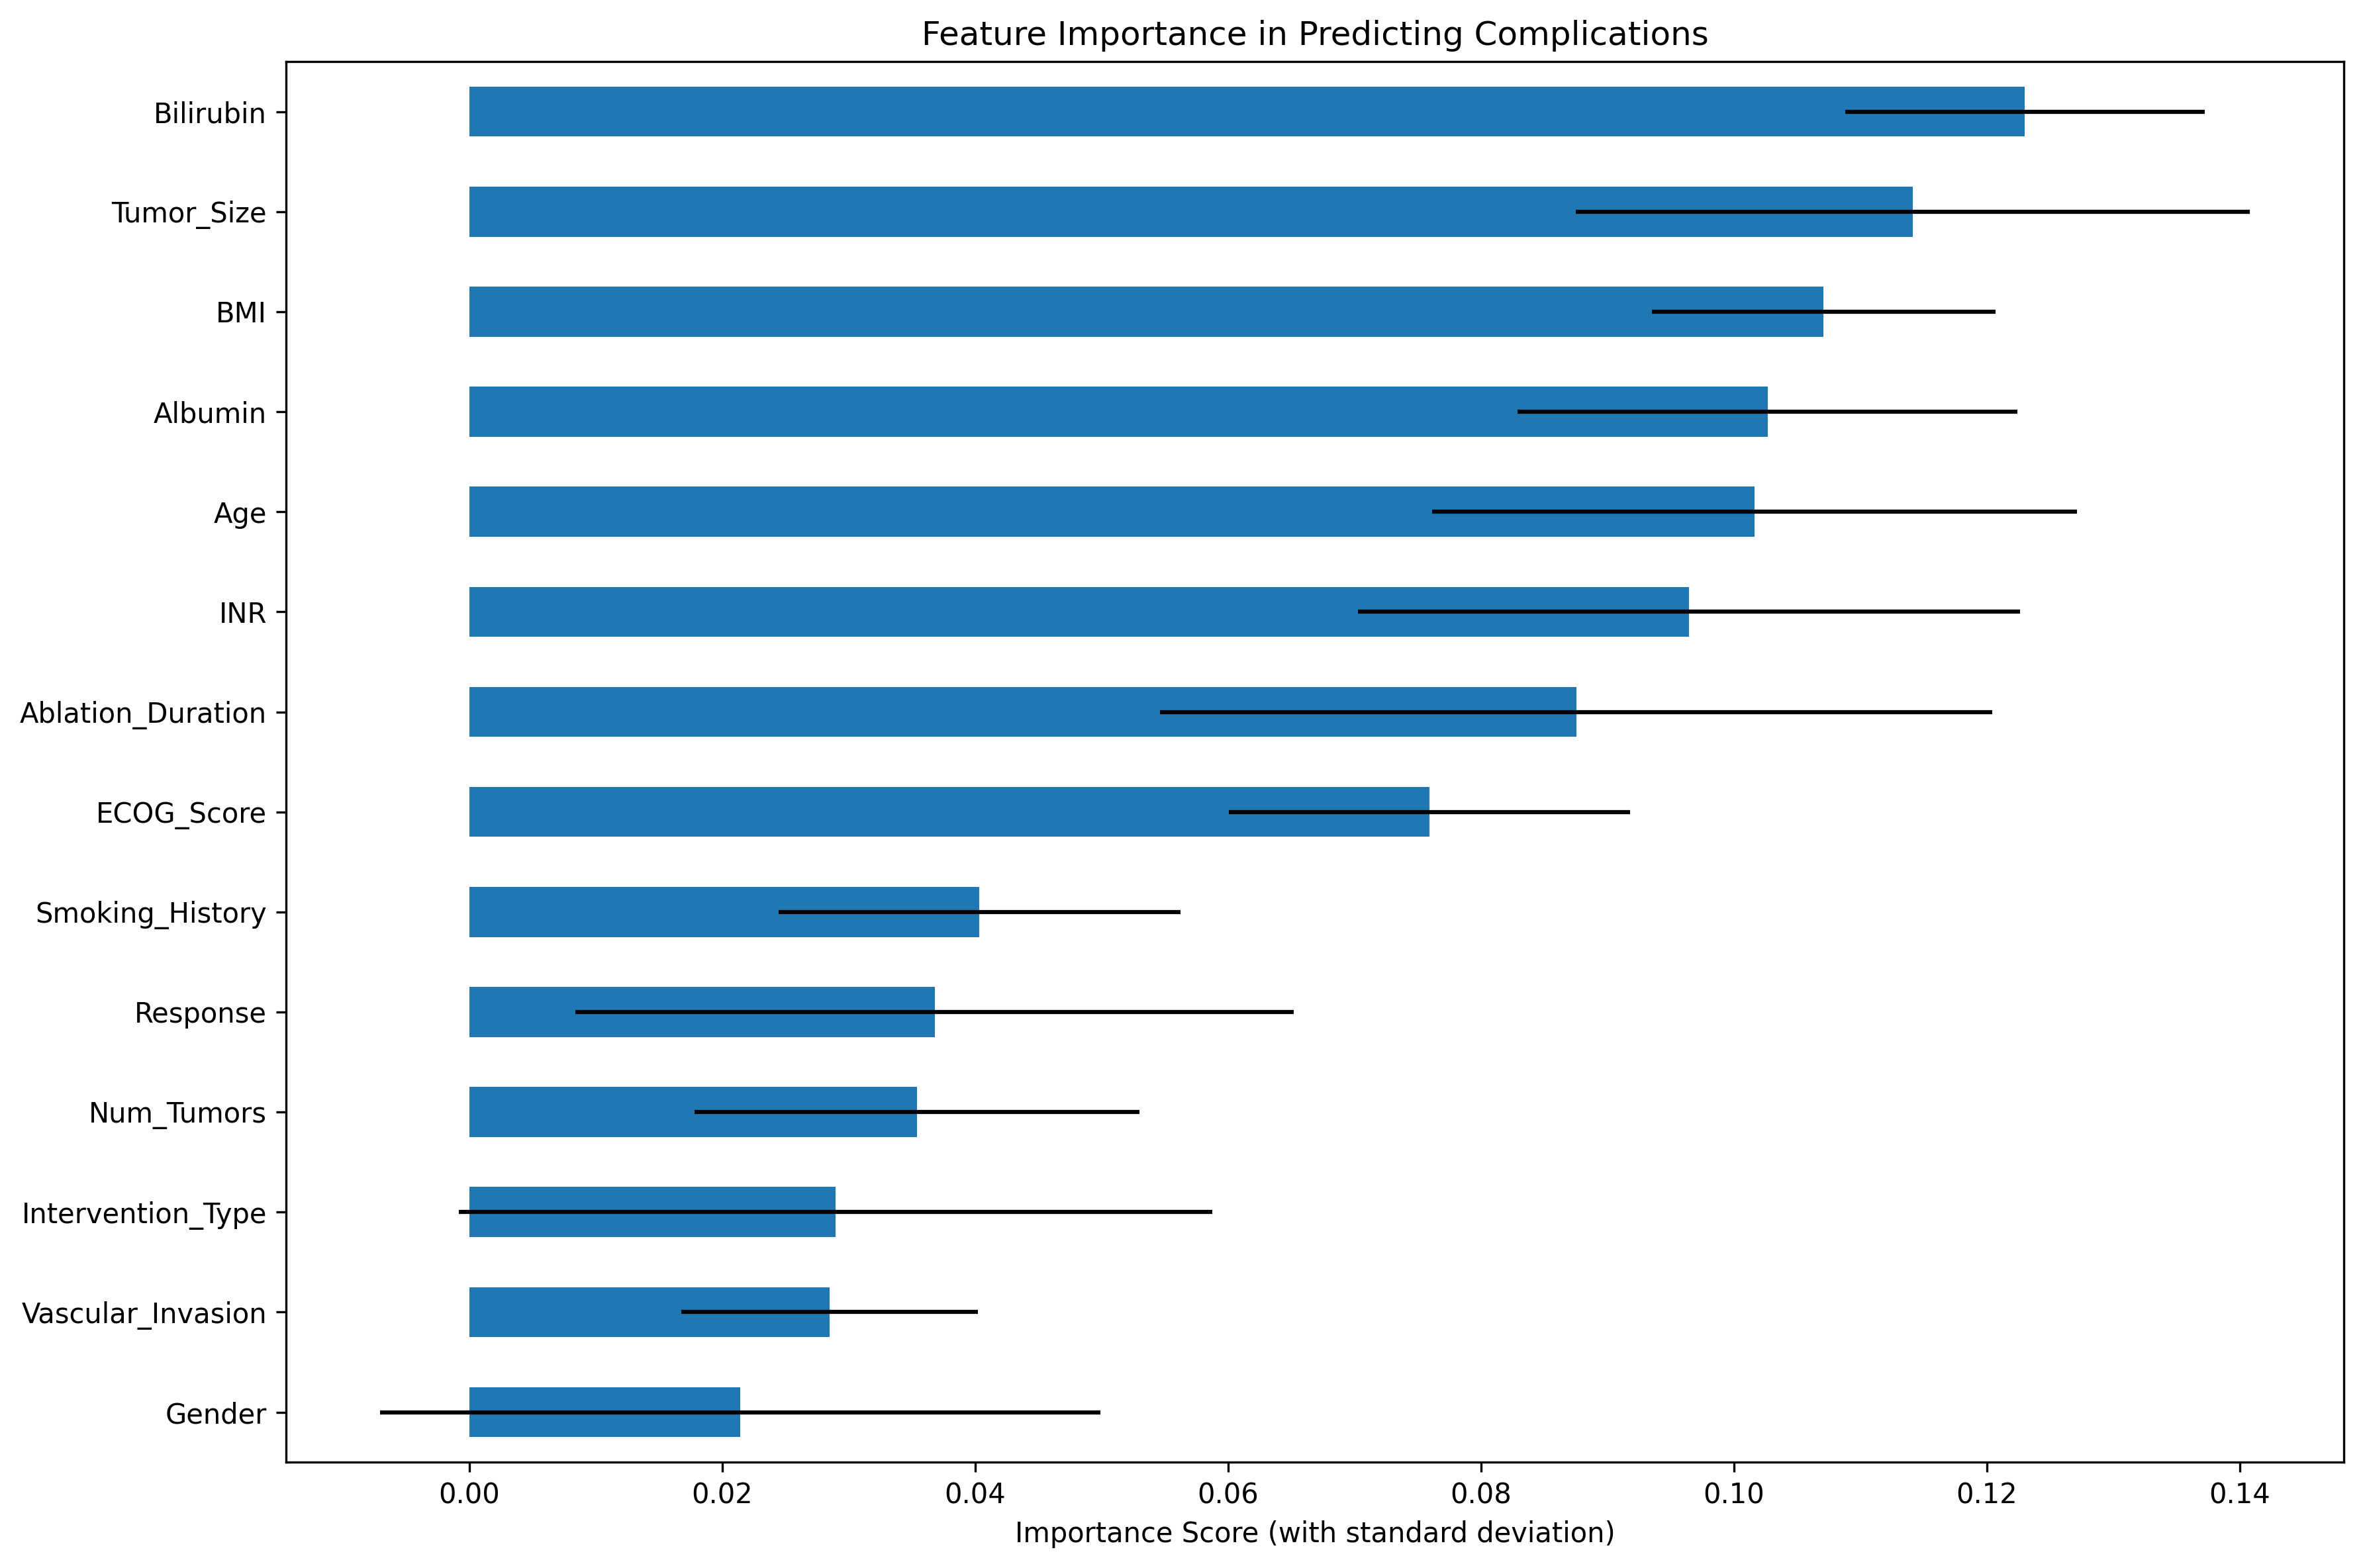 Feature Importance in Predicting Complications
Bilirubin
Tumor_Size
BMI
Albumin
Age
INR
Ablation_Duration
ECOG_Score
Smoking_History
Response
Num_Tumors
Intervention_Type
Vascular_Invasion
Gender
0.00 0.02 0.04 0.06 0.08 0.10 0.12 0.14
Importance Score (with standard deviation)